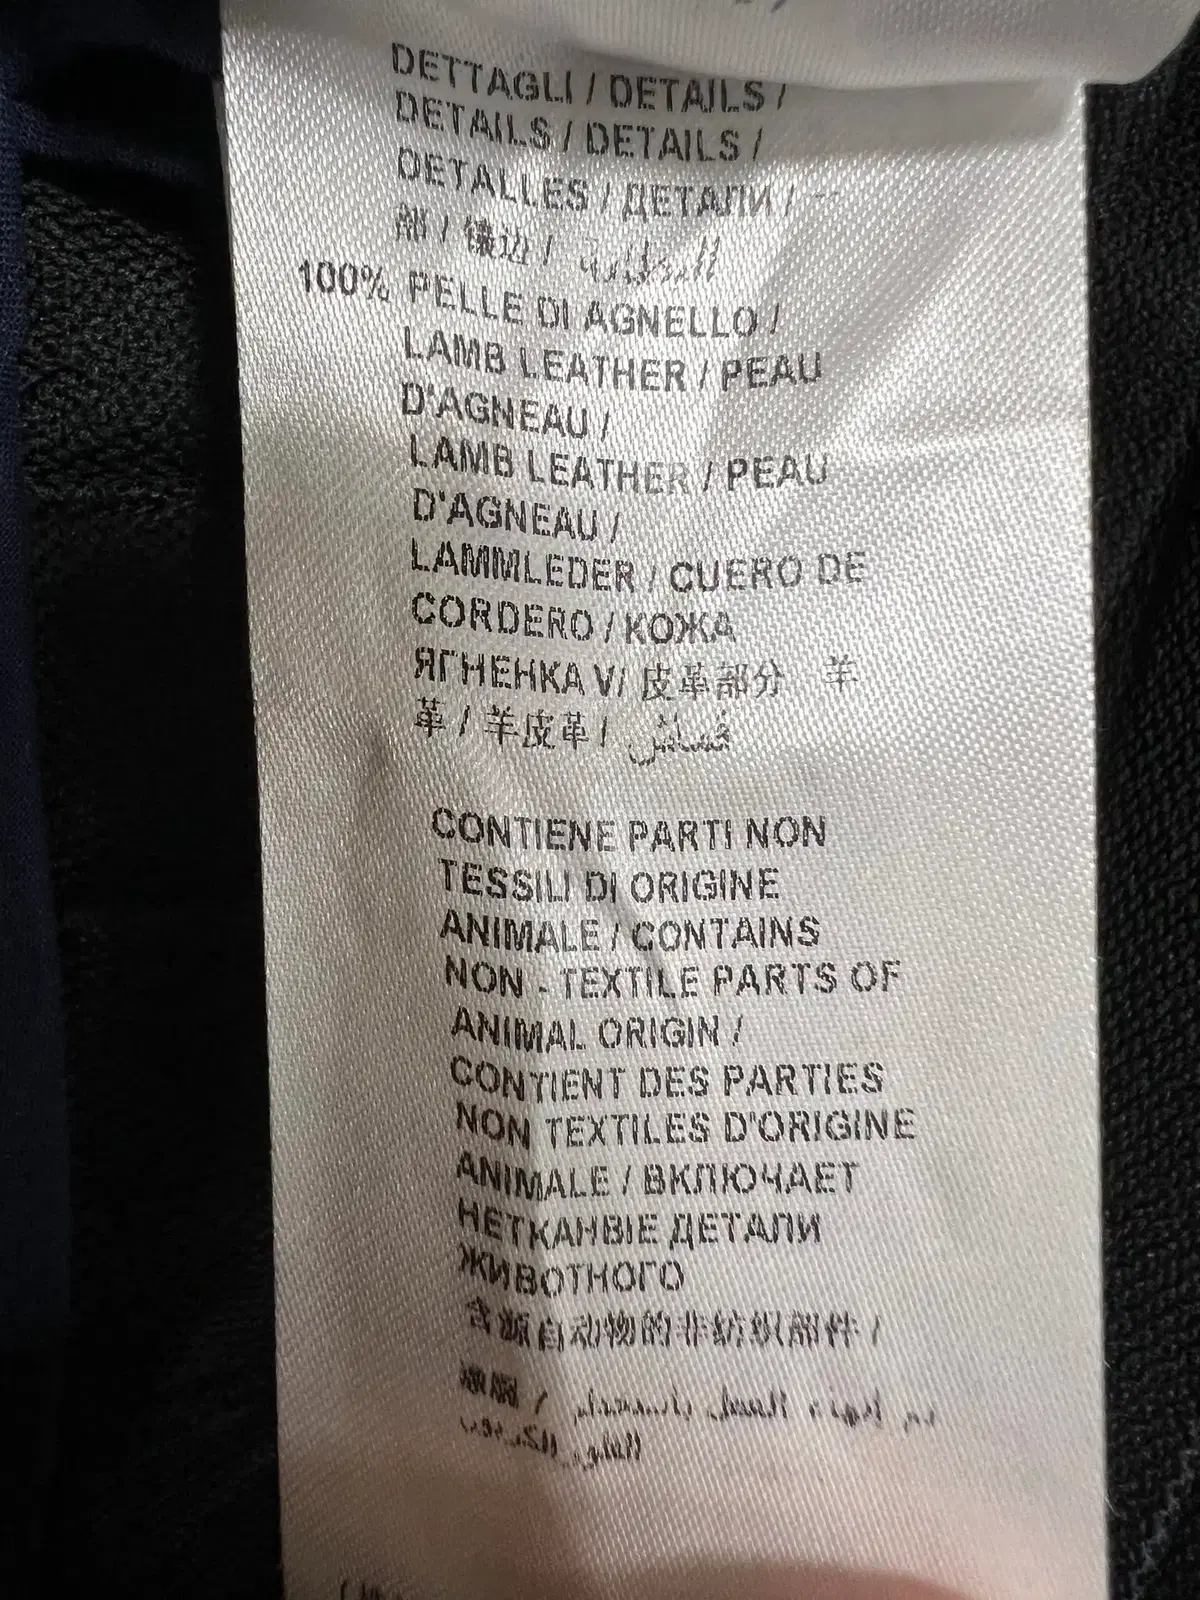 DETTAGLI / DETAILS /
DETAILS / DETAILS /
DETALLES / ДЕТАЛИ / 一
部 / 镶边 /
100% PELLE DI AGNELLO /
LAMB LEATHER / PEAU
D'AGNEAU /
LAMB LEATHER / PEAU
D'AGNEAU /
LAMMLEDER / CUERO DE
CORDERO / КОЖА
ЯГНЕНКА V/ 皮革部分 羊
革 / 羊皮革 / قماش
CONTIENE PARTI NON
TESSILI DI ORIGINE
ANIMALE / CONTAINS
NON - TEXTILE PARTS OF
ANIMAL ORIGIN /
CONTIENT DES PARTIES
NON TEXTILES D'ORIGINE
ANIMALE / ВКЛЮЧАЕТ
НЕТКАНВІЕ ДЕТАЛИ
ЖИВОТНОГО
含源自动物的非纺织部件 /